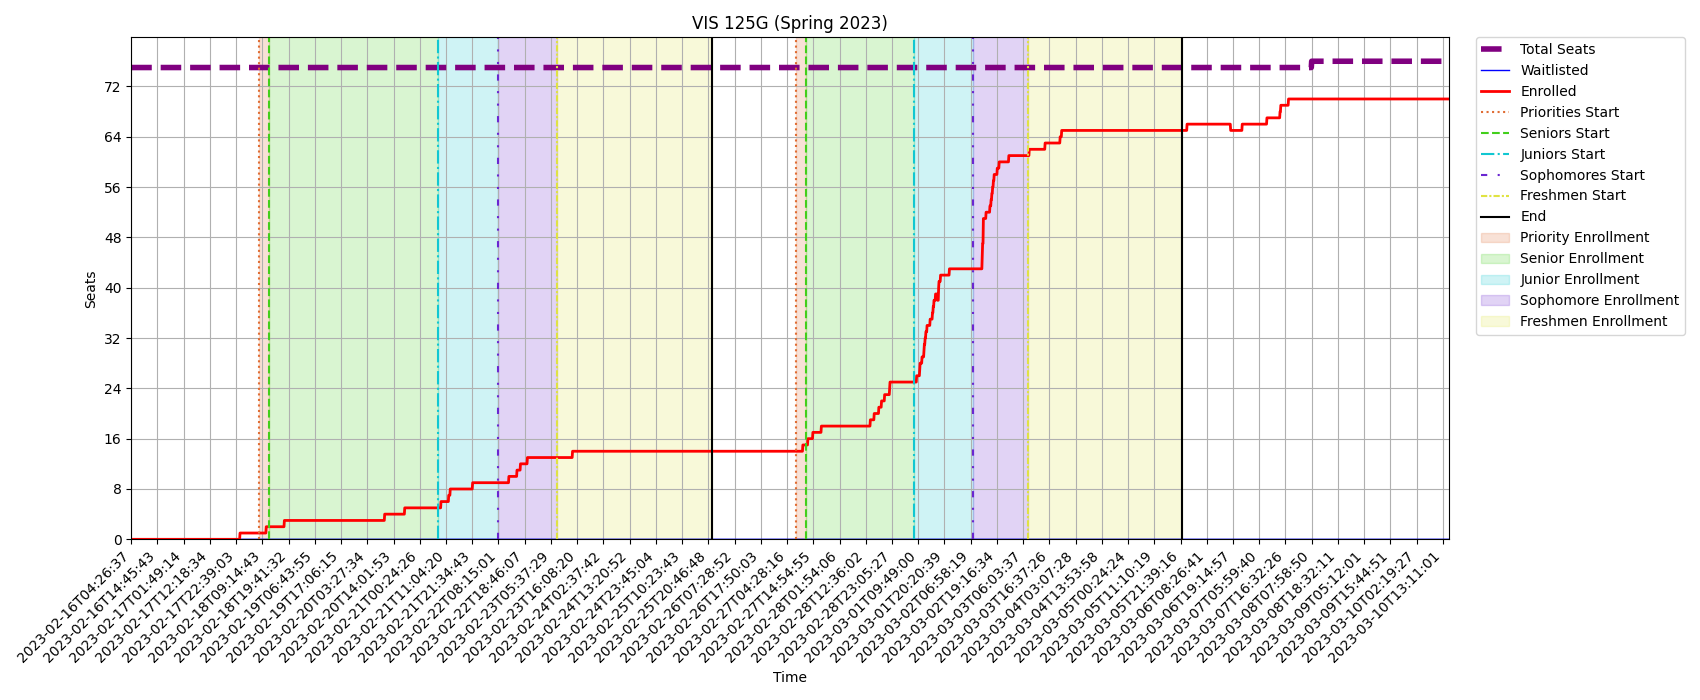 VIS 125G (Spring 2023)
Seats
72
64
56
48
40
32
24
16
8
0
2023-02-16T04:26:37
2023-02-16T14:45:43
2023-02-17T01:49:14
2023-02-17T12:18:34
2023-02-17T22:39:03
2023-02-18T09:14:43
2023-02-18T19:41:32
2023-02-19T06:43:55
2023-02-19T17:06:15
2023-02-20T03:27:34
2023-02-20T14:01:53
2023-02-21T00:24:26
2023-02-21T11:04:20
2023-02-21T21:34:43
2023-02-22T08:15:01
2023-02-22T18:46:07
2023-02-23T05:37:29
2023-02-23T16:08:20
2023-02-24T02:37:42
2023-02-24T13:20:52
2023-02-24T23:45:04
2023-02-25T10:23:43
2023-02-25T20:46:48
2023-02-26T07:28:52
2023-02-26T17:50:03
2023-02-27T04:28:16
2023-02-27T14:54:55
2023-02-28T01:54:06
2023-02-28T12:36:02
2023-02-28T23:05:27
2023-03-01T09:49:00
2023-03-01T20:20:39
2023-03-02T06:58:19
2023-03-02T19:16:34
2023-03-03T06:03:37
2023-03-03T16:37:26
2023-03-04T03:07:28
2023-03-04T13:53:58
2023-03-05T00:24:24
2023-03-05T11:10:19
2023-03-05T21:39:16
2023-03-06T08:26:41
2023-03-06T19:14:57
2023-03-07T05:59:40
2023-03-07T16:32:26
2023-03-08T07:58:50
2023-03-08T18:32:11
2023-03-09T05:12:01
2023-03-09T15:44:51
2023-03-10T02:19:27
2023-03-10T13:11:01
Time
Total Seats
Waitlisted
Enrolled
Priorities Start
Seniors Start
Juniors Start
Sophomores Start
Freshmen Start
End
Priority Enrollment
Senior Enrollment
Junior Enrollment
Sophomore Enrollment
Freshmen Enrollment